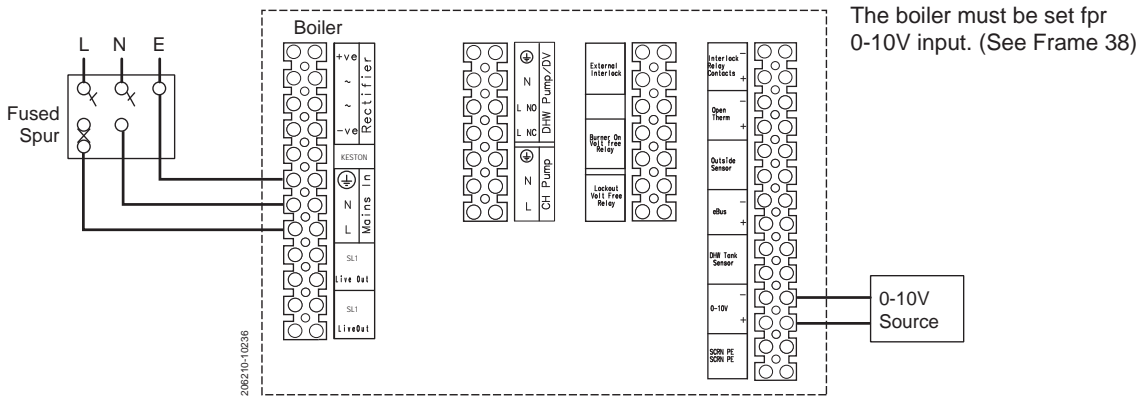 The boiler must be set fpr
0-10V input. (See Frame 38)
Boiler
L N E
Fused
Spur
+ve
~
~
-ve
Rectifier
KESTON
N
L
Mains In
SL1
Live Out
SL1
LiveOut
N
L NO
L NC
DHW Pump/DV
N
L
CH Pump
External
Interlock
Burner On
Volt free
Relay
Lockout
Volt Free
Relay
Interlock
Relay
Contacts
-
+
Open
Therm
-
+
Outside
Sensor
eBus
-
+
DHW Tank
Sensor
0-10V
-
+
SCRN PE
SCRN PE
0-10V
Source
206210-10236